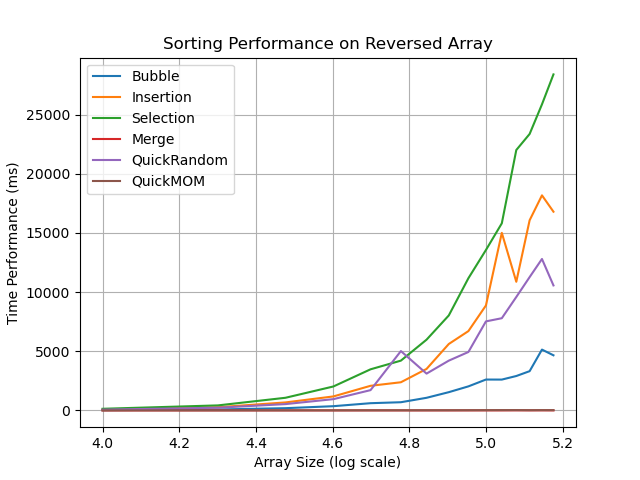 Sorting Performance on Reversed Array
Bubble
Insertion
Selection
Merge
QuickRandom
QuickMOM
Time Performance (ms)
25000
20000
15000
10000
5000
0
4.0 4.2 4.4 4.6 4.8 5.0 5.2
Array Size (log scale)